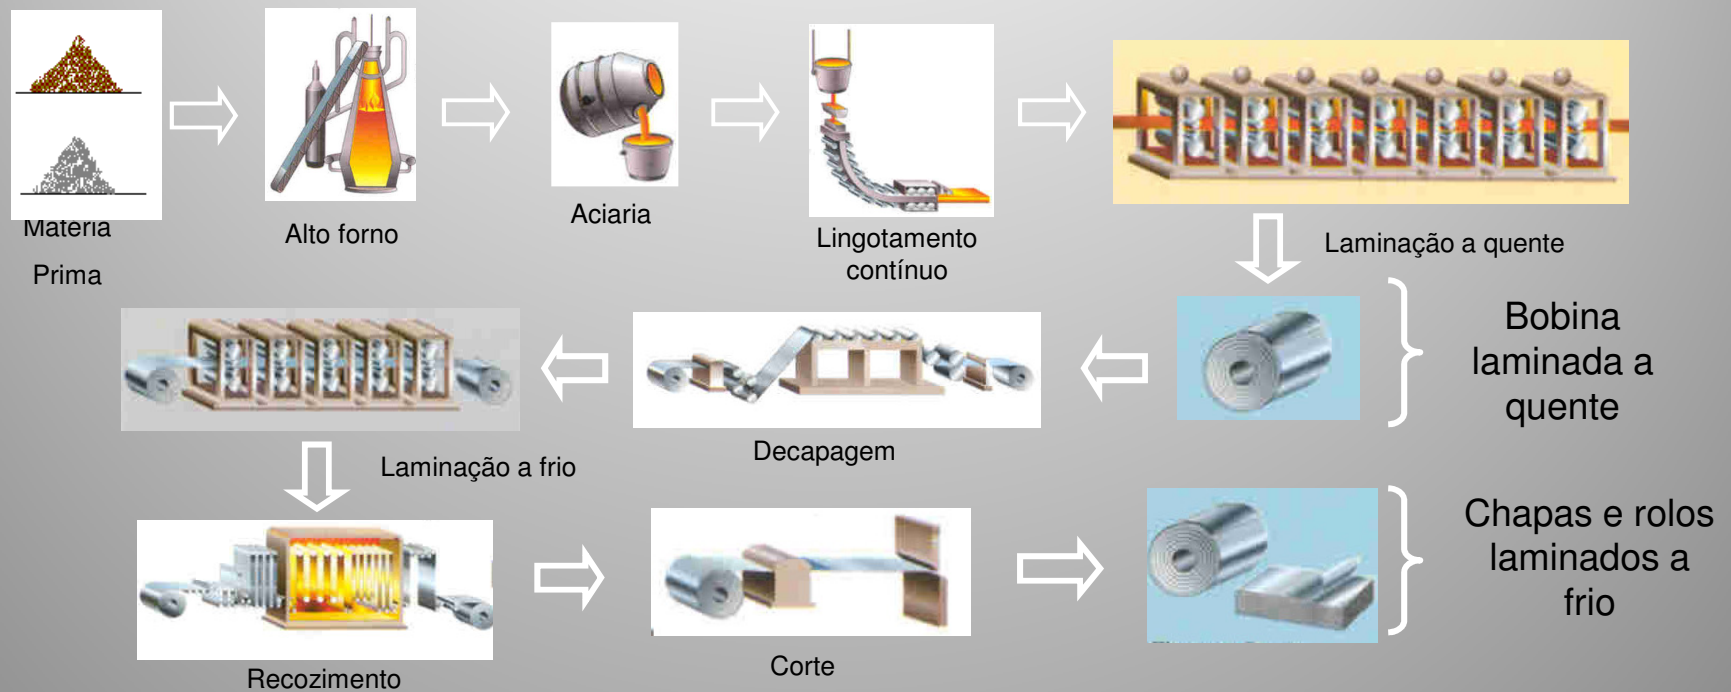 Matéria
Prima
Alto forno
Aciaria
Lingotamento
contínuo
Laminação a quente
Bobina
laminada a
quente
Decapagem
Laminação a frio
Recozimento
Corte
Chapas e rolos
laminados a
frio